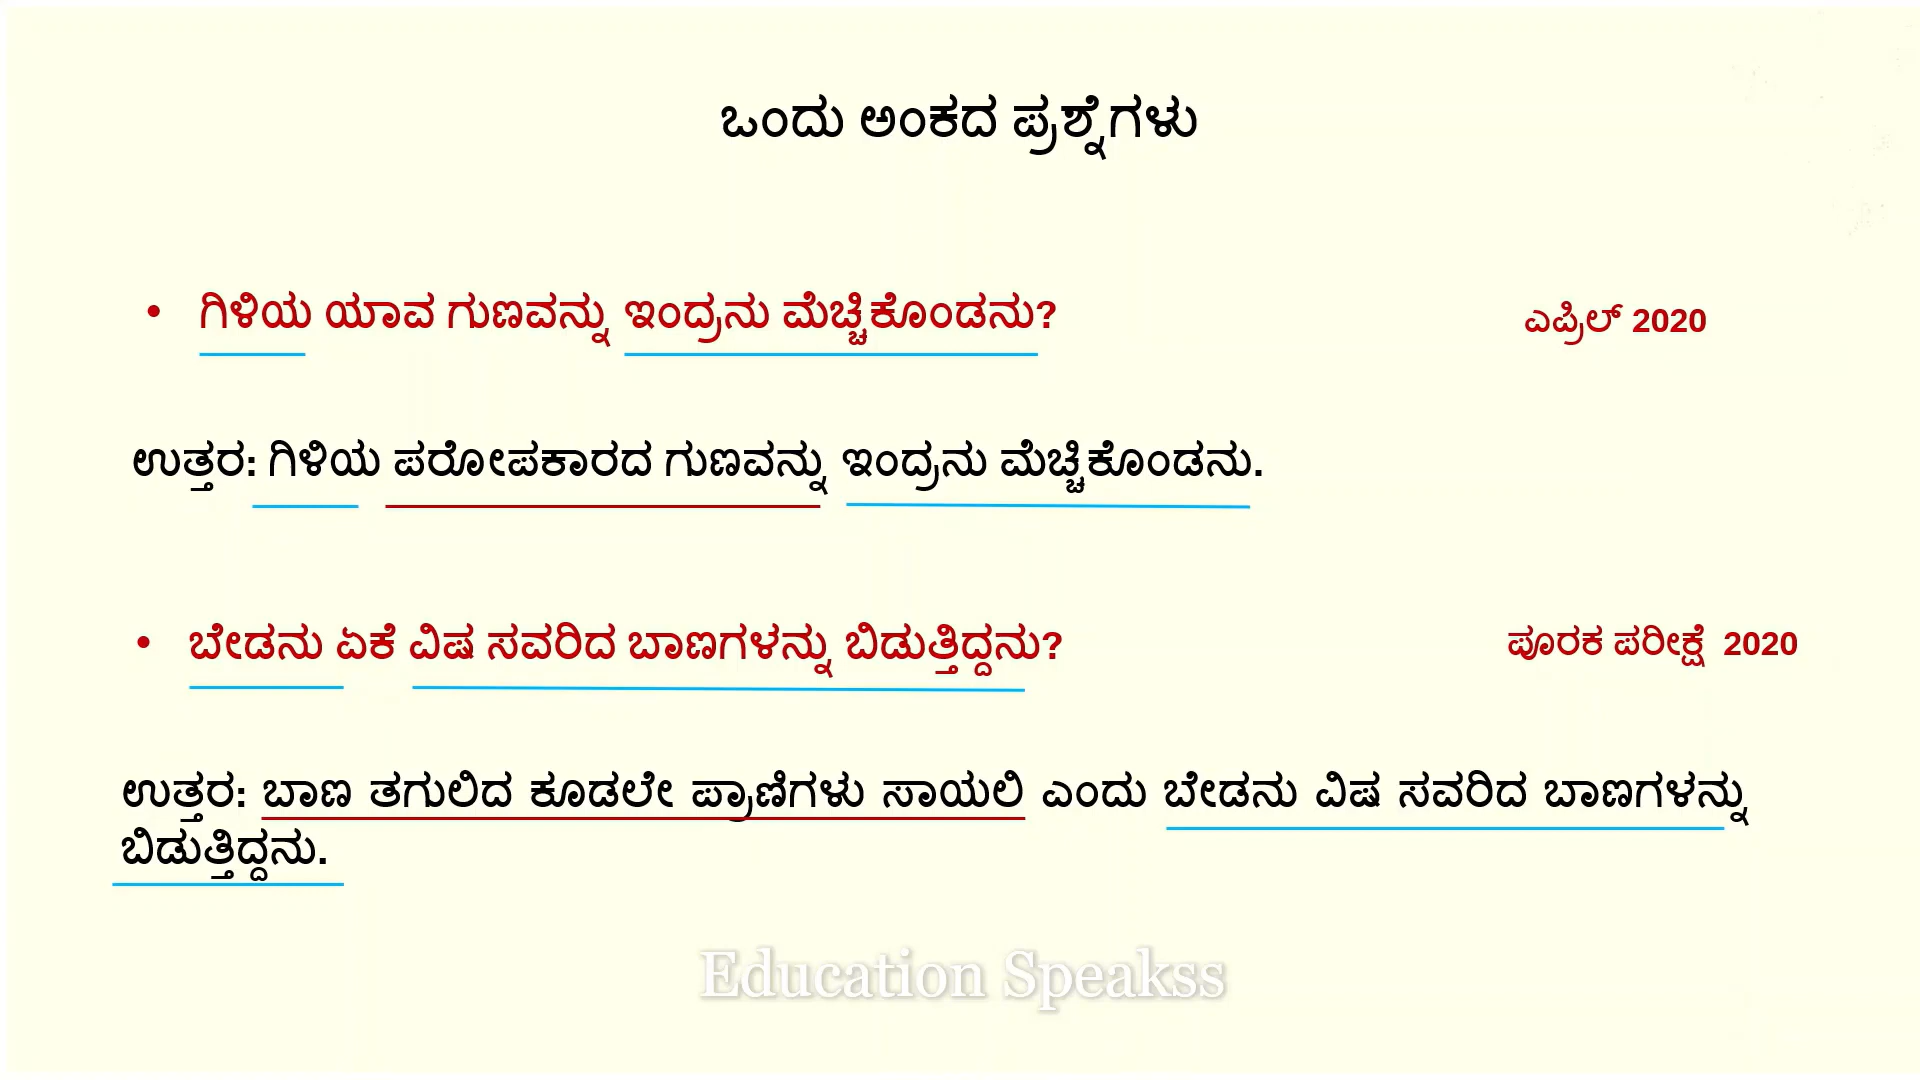 ಒಂದು ಅಂಕದ ಪ್ರಶ್ನೆಗಳು
• ಗಿಳಿಯ ಯಾವ ಗುಣವನ್ನು ಇಂದ್ರನು ಮೆಚ್ಚಿಕೊಂಡನು? ಎಪ್ರಿಲ್ 2020
ಉತ್ತರ: ಗಿಳಿಯ ಪರೋಪಕಾರದ ಗುಣವನ್ನು ಇಂದ್ರನು ಮೆಚ್ಚಿಕೊಂಡನು.
• ಬೇಡನು ಏಕೆ ವಿಷ ಸವರಿದ ಬಾಣಗಳನ್ನು ಬಿಡುತ್ತಿದ್ದನು? ಪೂರಕ ಪರೀಕ್ಷೆ 2020
ಉತ್ತರ: ಬಾಣ ತಗುಲಿದ ಕೂಡಲೇ ಪ್ರಾಣಿಗಳು ಸಾಯಲಿ ಎಂದು ಬೇಡನು ವಿಷ ಸವರಿದ ಬಾಣಗಳನ್ನು
ಬಿಡುತ್ತಿದ್ದನು.
Education Speakss